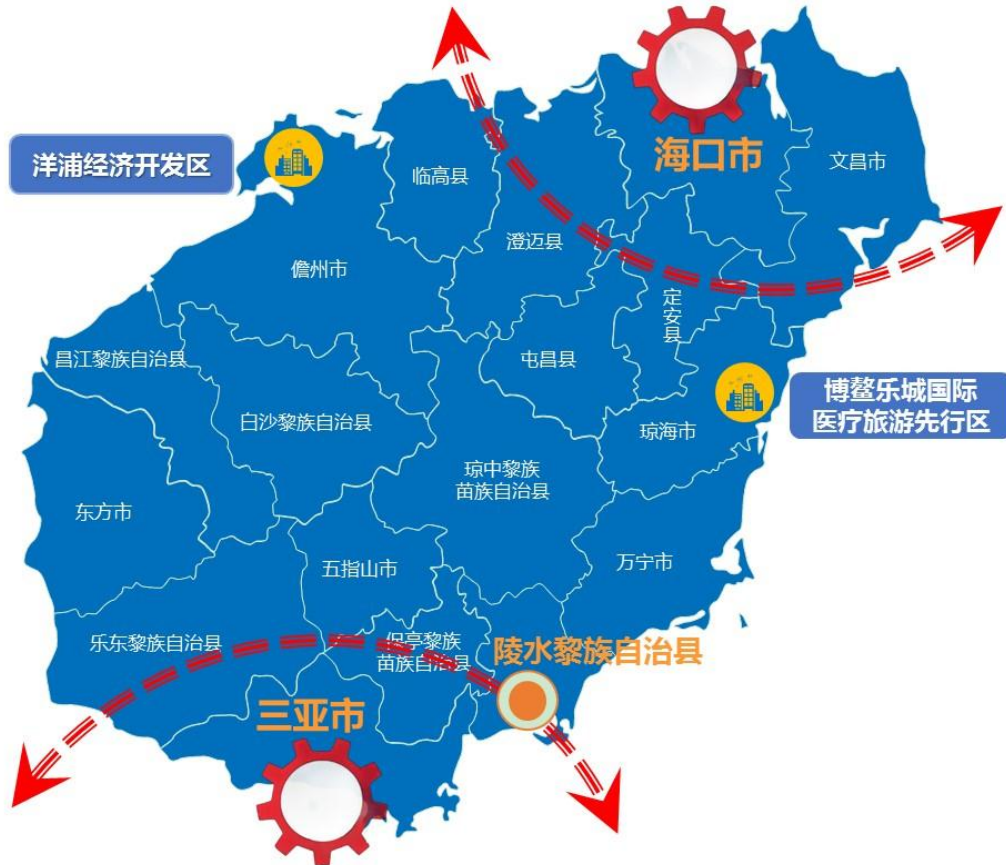 海口市
洋浦经济开发区
临高县
文昌市
澄迈县
儋州市
定安县
昌江黎族自治县
屯昌县
博鳌乐城国际
医疗旅游先行区
白沙黎族自治县
琼海市
琼中黎族
苗族自治县
东方市
五指山市
万宁市
乐东黎族自治县
保亭黎族
苗族自治县
陵水黎族自治县
三亚市